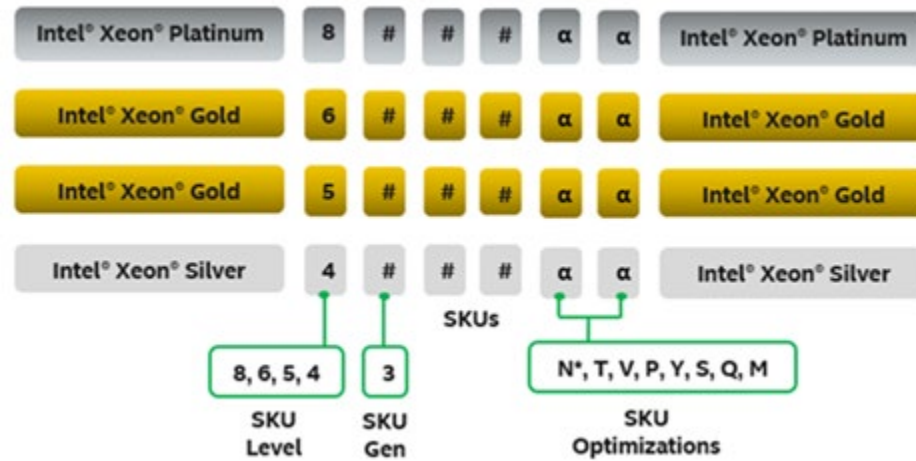 Intel® Xeon® Platinum 8 # # # α α Intel® Xeon® Platinum
Intel® Xeon® Gold 6 # # # α α Intel® Xeon® Gold
Intel® Xeon® Gold 5 # # # α α Intel® Xeon® Gold
Intel® Xeon® Silver 4 # # # α α Intel® Xeon® Silver
SKUs
8, 6, 5, 4 3 N*, T, V, P, Y, S, Q, M
SKU SKU SKU
Level Gen Optimizations